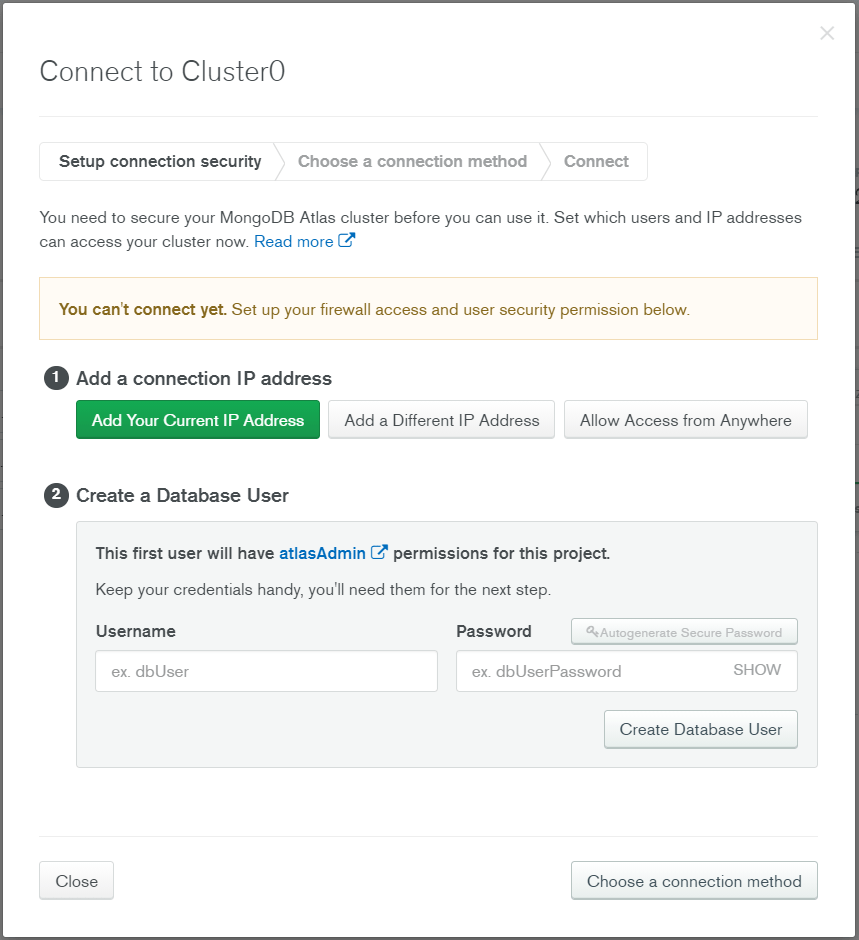 Connect to Cluster0
Setup connection security
Choose a connection method
Connect
You need to secure your MongoDB Atlas cluster before you can use it. Set which users and IP addresses
can access your cluster now. Read more
You can't connect yet. Set up your firewall access and user security permission below.
1 Add a connection IP address
Add Your Current IP Address
Add a Different IP Address
Allow Access from Anywhere
2 Create a Database User
This first user will have atlasAdmin permissions for this project.
Keep your credentials handy, you'll need them for the next step.
Username
Password
Autogenerate Secure Password
ex. dbUser
ex. dbUserPassword
SHOW
Create Database User
Close
Choose a connection method